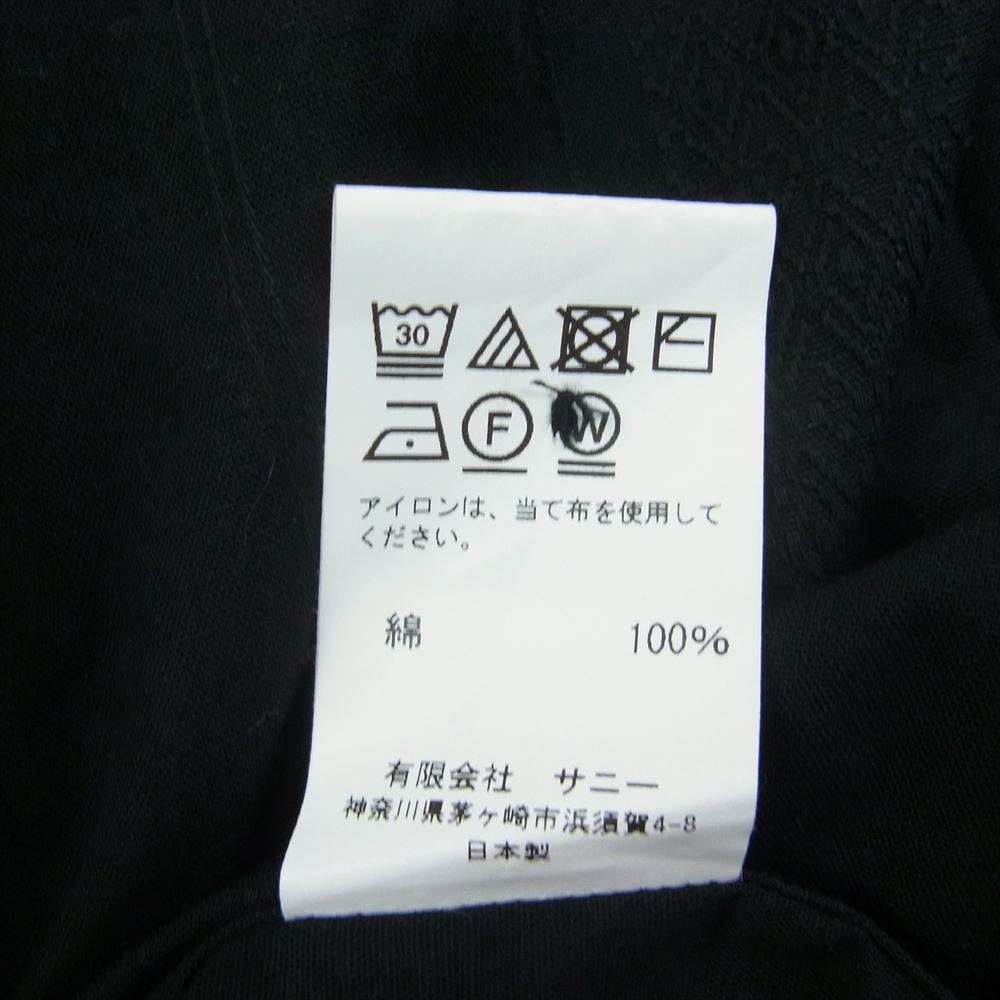 30
F W
アイロンは、当て布を使用して
ください。
綿 100%
有限会社 サニー
神奈川県茅ヶ崎市浜須賀4-8
日本製